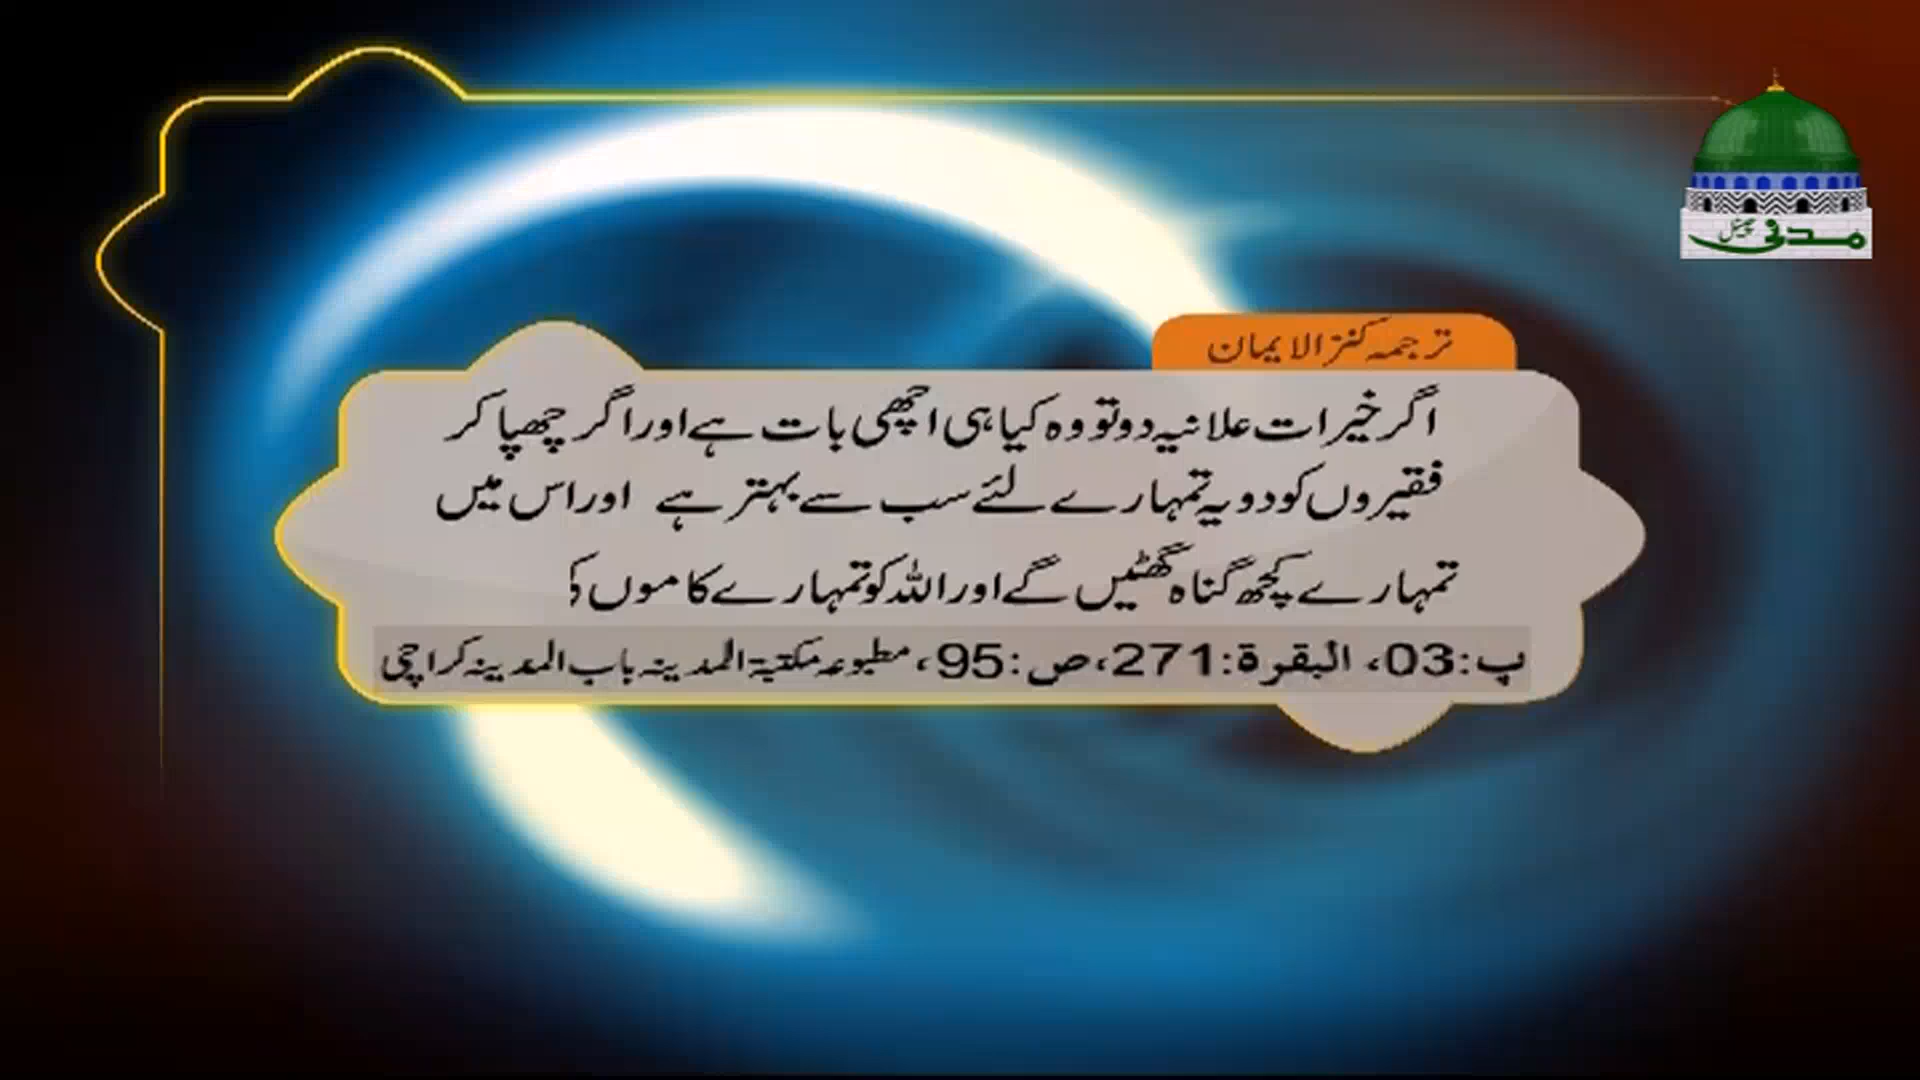 مدنی چینل
ترجمہ کنزالایمان
اگر خیرات علانیہ دو تو وہ کیا ہی اچھی بات ہے اور اگر چھپا کر
فقیروں کو دو یہ تمہارے لئے سب سے بہتر ہے اور اس میں
تمہارے کچھ گناہ گھٹیں گے اور اللہ کو تمہارے کاموں
پ:03، البقرۃ:271، ص:95، مطبوعہ مکتبۃ المدینہ باب المدینہ کراچی